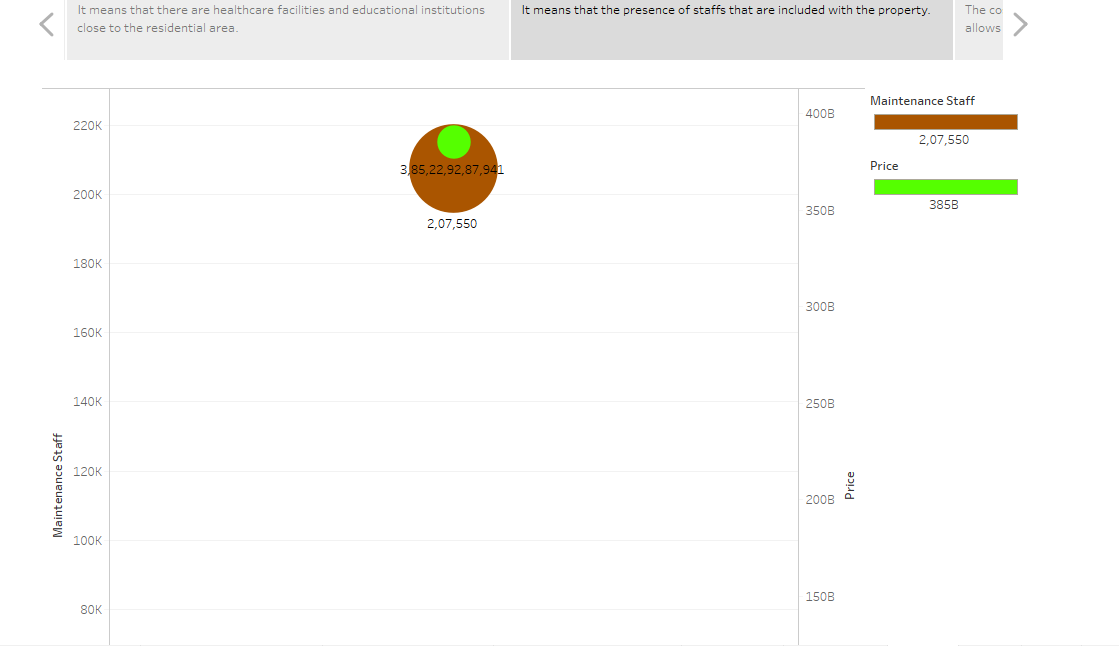 It means that there are healthcare facilities and educational institutions
close to the residential area.
It means that the presence of staffs that are included with the property.
The co
allows
220K
200K
180K
160K
140K
120K
100K
80K
Maintenance Staff
3,85,22,92,87,941
2,07,550
400B
350B
300B
250B
200B
150B
Price
Maintenance Staff
2,07,550
Price
385B